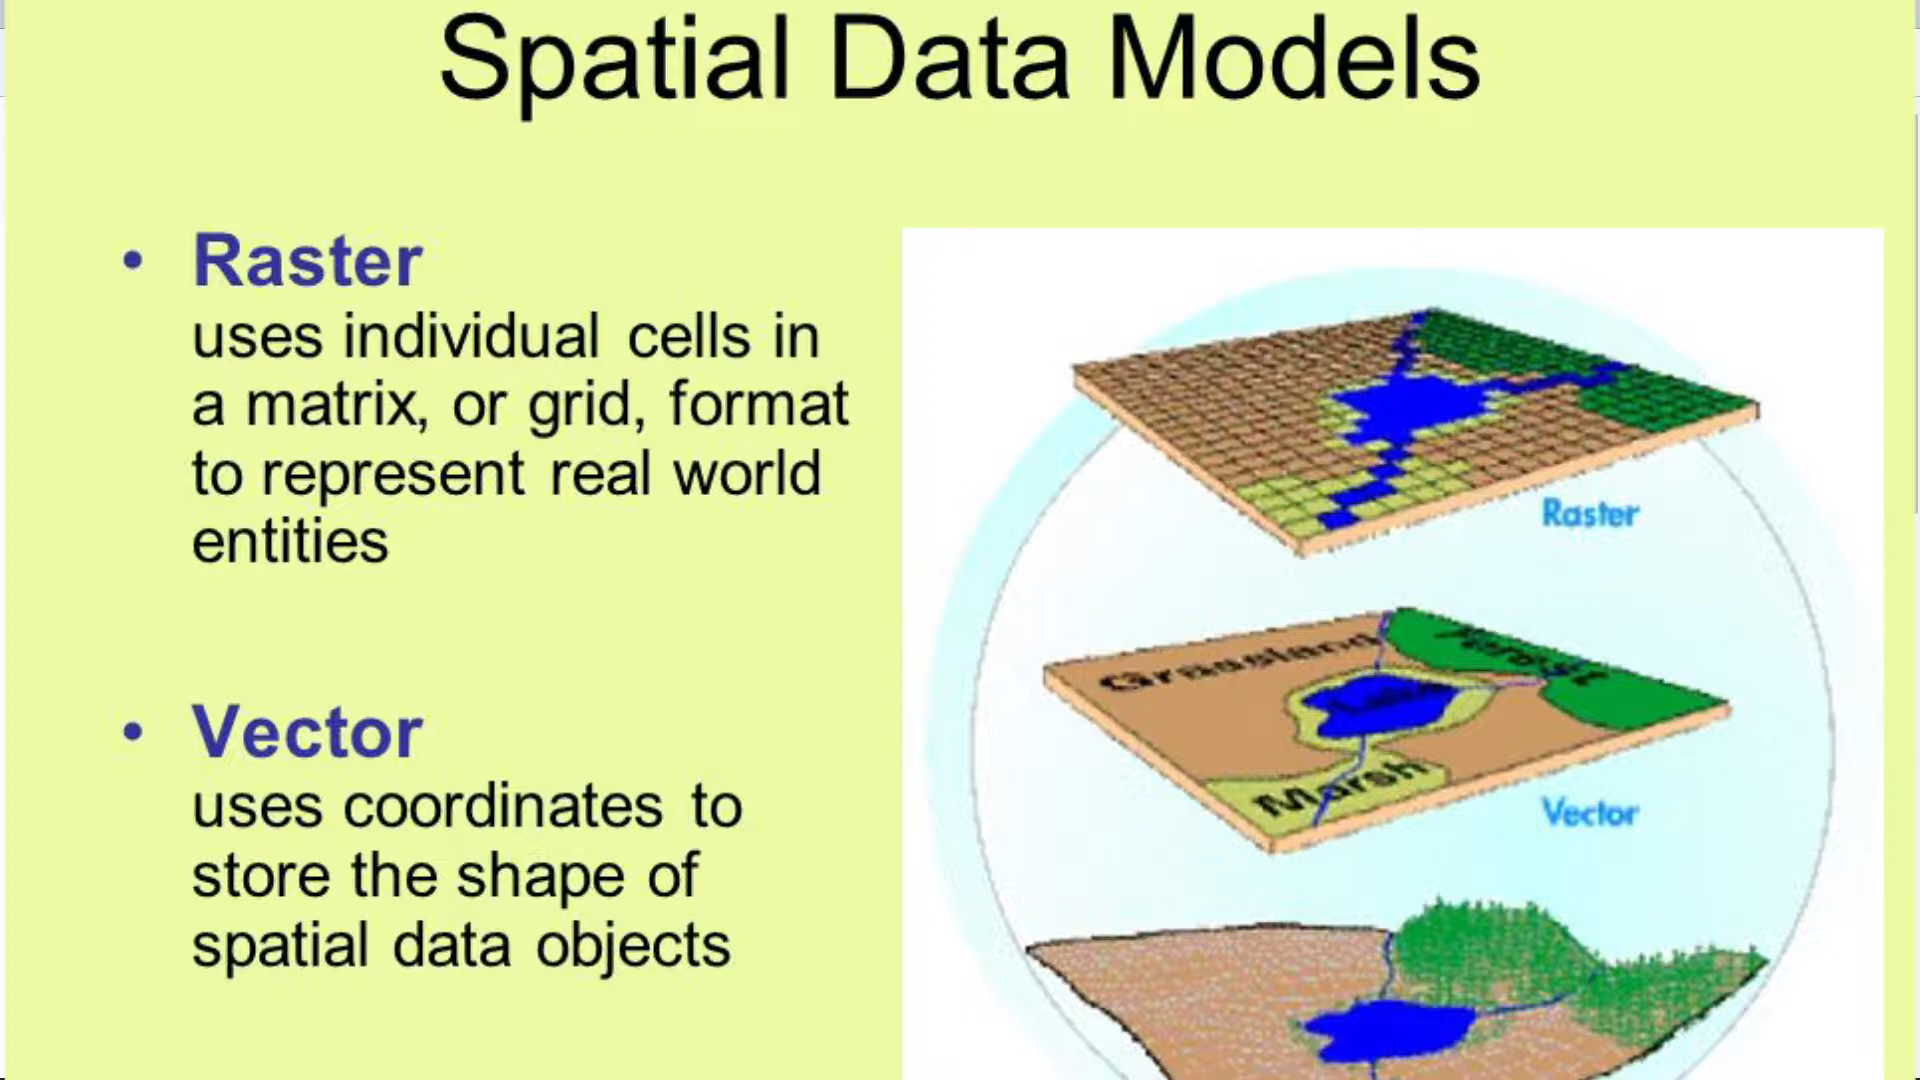 Spatial Data Models
• Raster
uses individual cells in
a matrix, or grid, format
to represent real world
entities
• Vector
uses coordinates to
store the shape of
spatial data objects
Raster
Grassland
Marsh
Vector